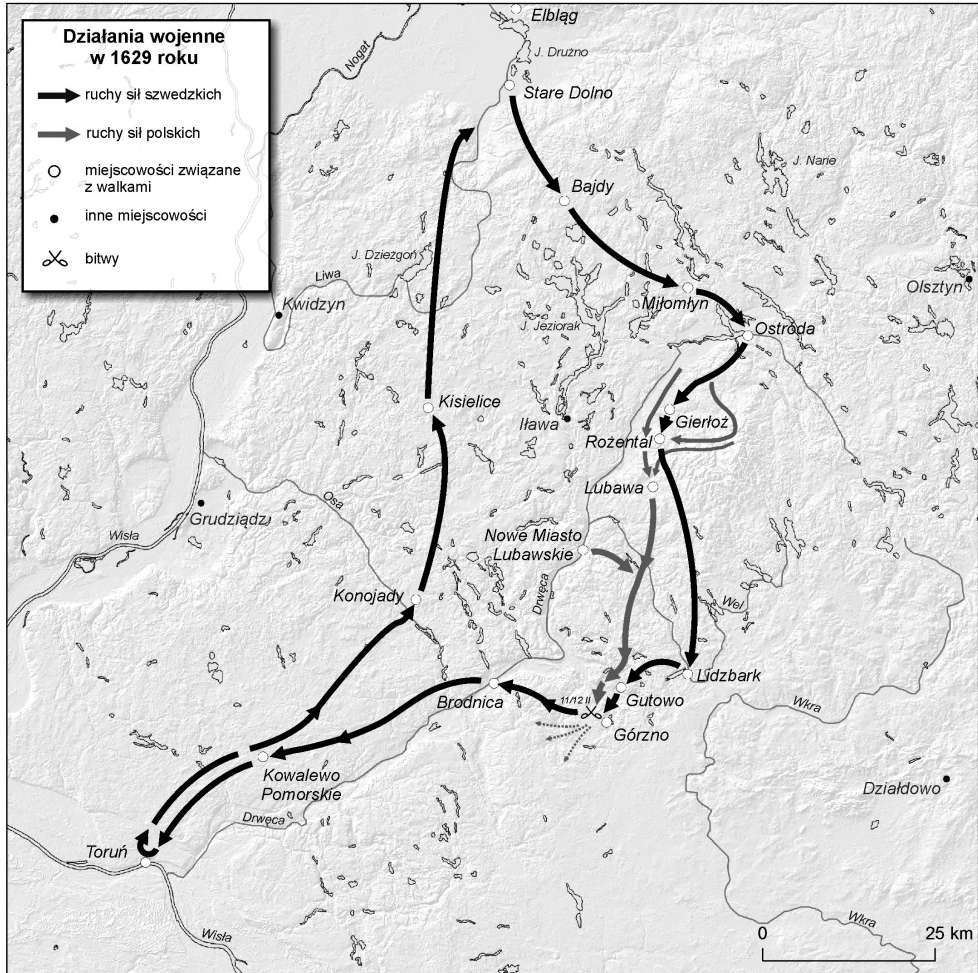 Działania wojenne
w 1629 roku
ruchy sił szwedzkich
ruchy sił polskich
miejscowości związane
z walkami
inne miejscowości
bitwy
Elbląg
Nogat
J. Drużno
Stare Dolno
Bajdy
J. Narie
J. Dzieżgoń
Liwa
Kwidzyn
Olsztyn
Miłomłyn
J. Jeziorak
Ostróda
Kisielice
Iława
Gierłoż
Rożental
Lubawa
Osa
Grudziądz
Wisła
Nowe Miasto
Lubawskie
Drwęca
Konojady
Wel
Lidzbark
Brodnica
11/12 II
Gutowo
Górzno
Wkra
Kowalewo
Pomorskie
Działdowo
Drwęca
Toruń
Wisła
Wkra
0 25 km